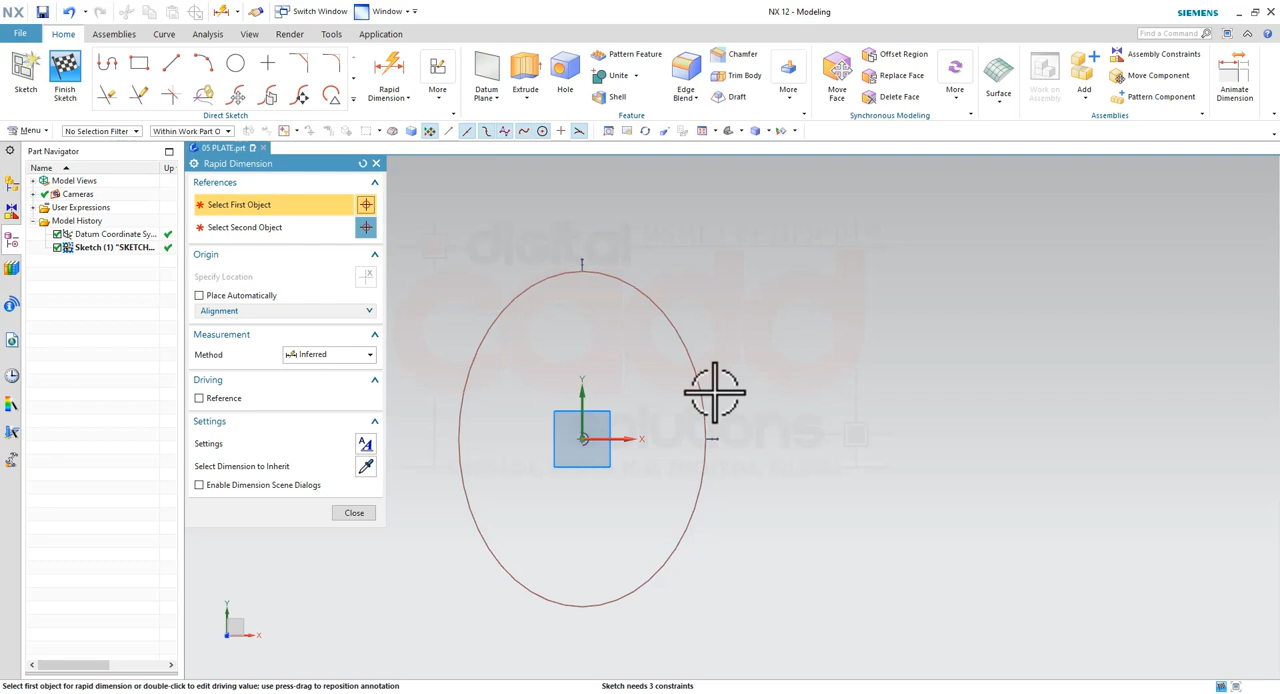 NX
Switch Window
Window
NX 12 - Modeling
SIEMENS
File
Home
Assemblies
Curve
Analysis
View
Render
Tools
Application
Find a Command
Sketch
Finish Sketch
Rapid Dimension
More
Direct Sketch
Datum Plane
Extrude
Hole
Pattern Feature
Unite
Shell
Edge Blend
Chamfer
Trim Body
Draft
More
Feature
Move Face
Offset Region
Replace Face
Delete Face
More
Synchronous Modeling
Surface
Work on Assembly
Add
Assembly Constraints
Move Component
Pattern Component
Assemblies
Animate Dimension
Menu
No Selection Filter
Within Work Part O
Part Navigator
Name
Up
Model Views
Cameras
User Expressions
Model History
Datum Coordinate Sy...
Sketch (1) "SKETCH...
05 PLATE.prt
Rapid Dimension
References
Select First Object
Select Second Object
Origin
Specify Location
Place Automatically
Alignment
Measurement
Method
Inferred
Driving
Reference
Settings
Settings
Select Dimension to Inherit
Enable Dimension Scene Dialogs
Close
digital
cadd
solutions
Y
X
Y
X
Select first object for rapid dimension or double-click to edit driving value; use press-drag to reposition annotation
Sketch needs 3 constraints